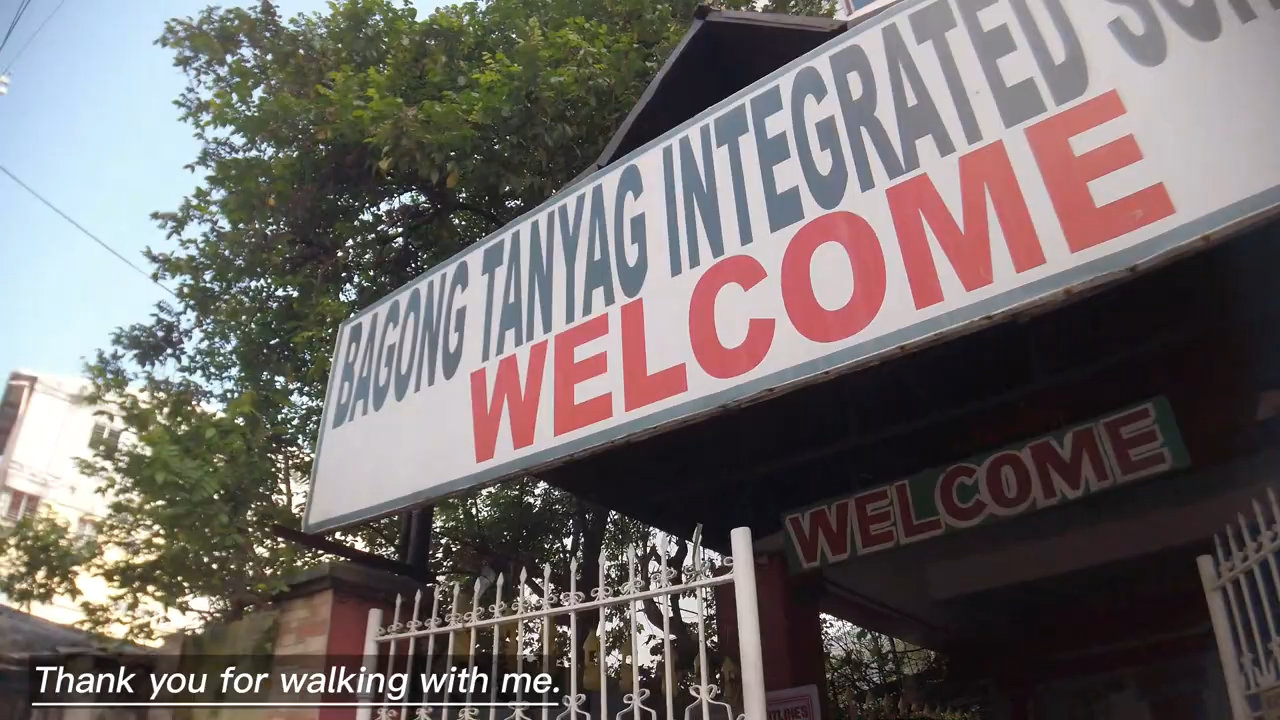 BAGONG TANYAG INTEGRATED
WELCOME
WELCOME
Thank you for walking with me.